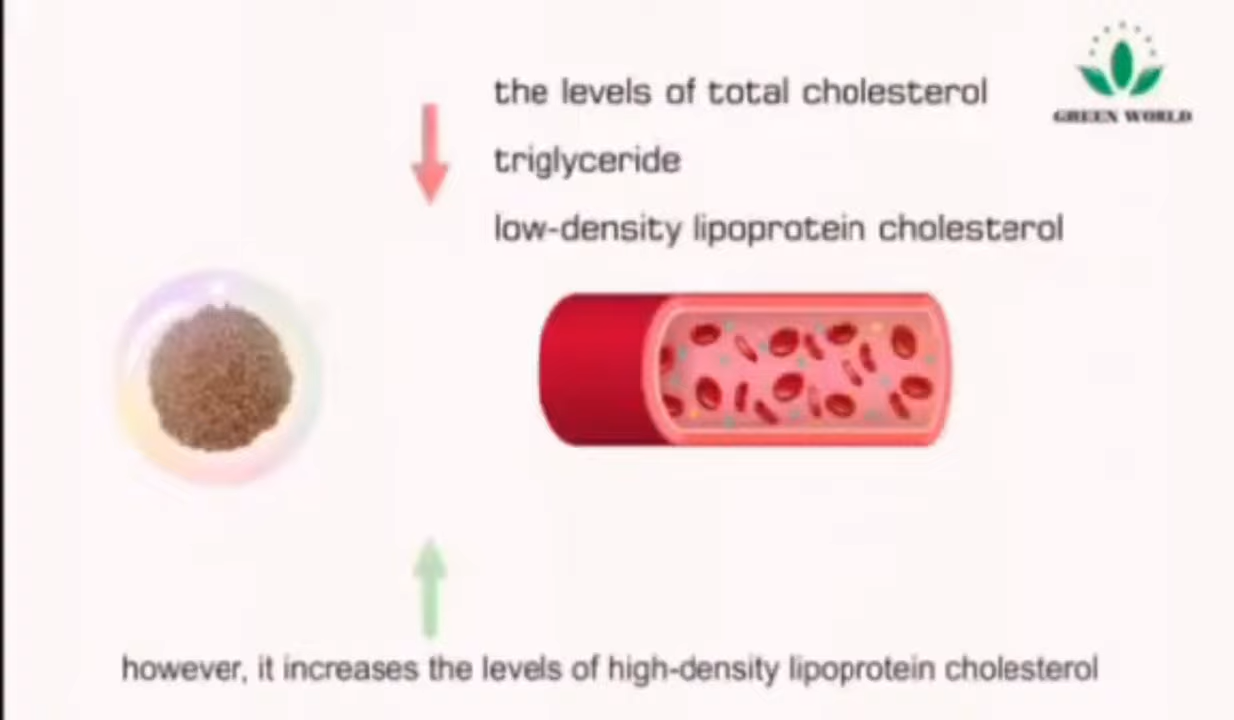 the levels of total cholesterol
triglyceride
low-density lipoprotein cholesterol
GREEN WORLD
however, it increases the levels of high-density lipoprotein cholesterol